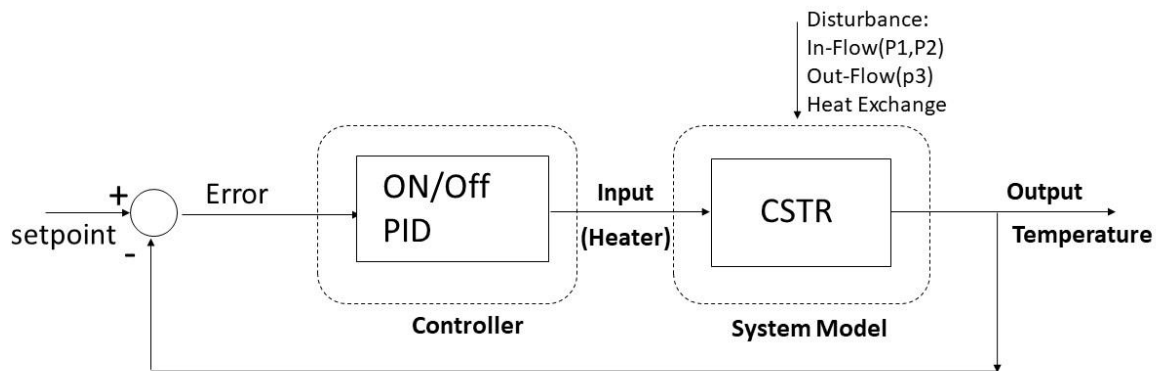 Disturbance:
In-Flow(P1,P2)
Out-Flow(p3)
Heat Exchange
+
setpoint
-
Error
ON/Off
PID
Controller
Input
(Heater)
CSTR
System Model
Output
Temperature